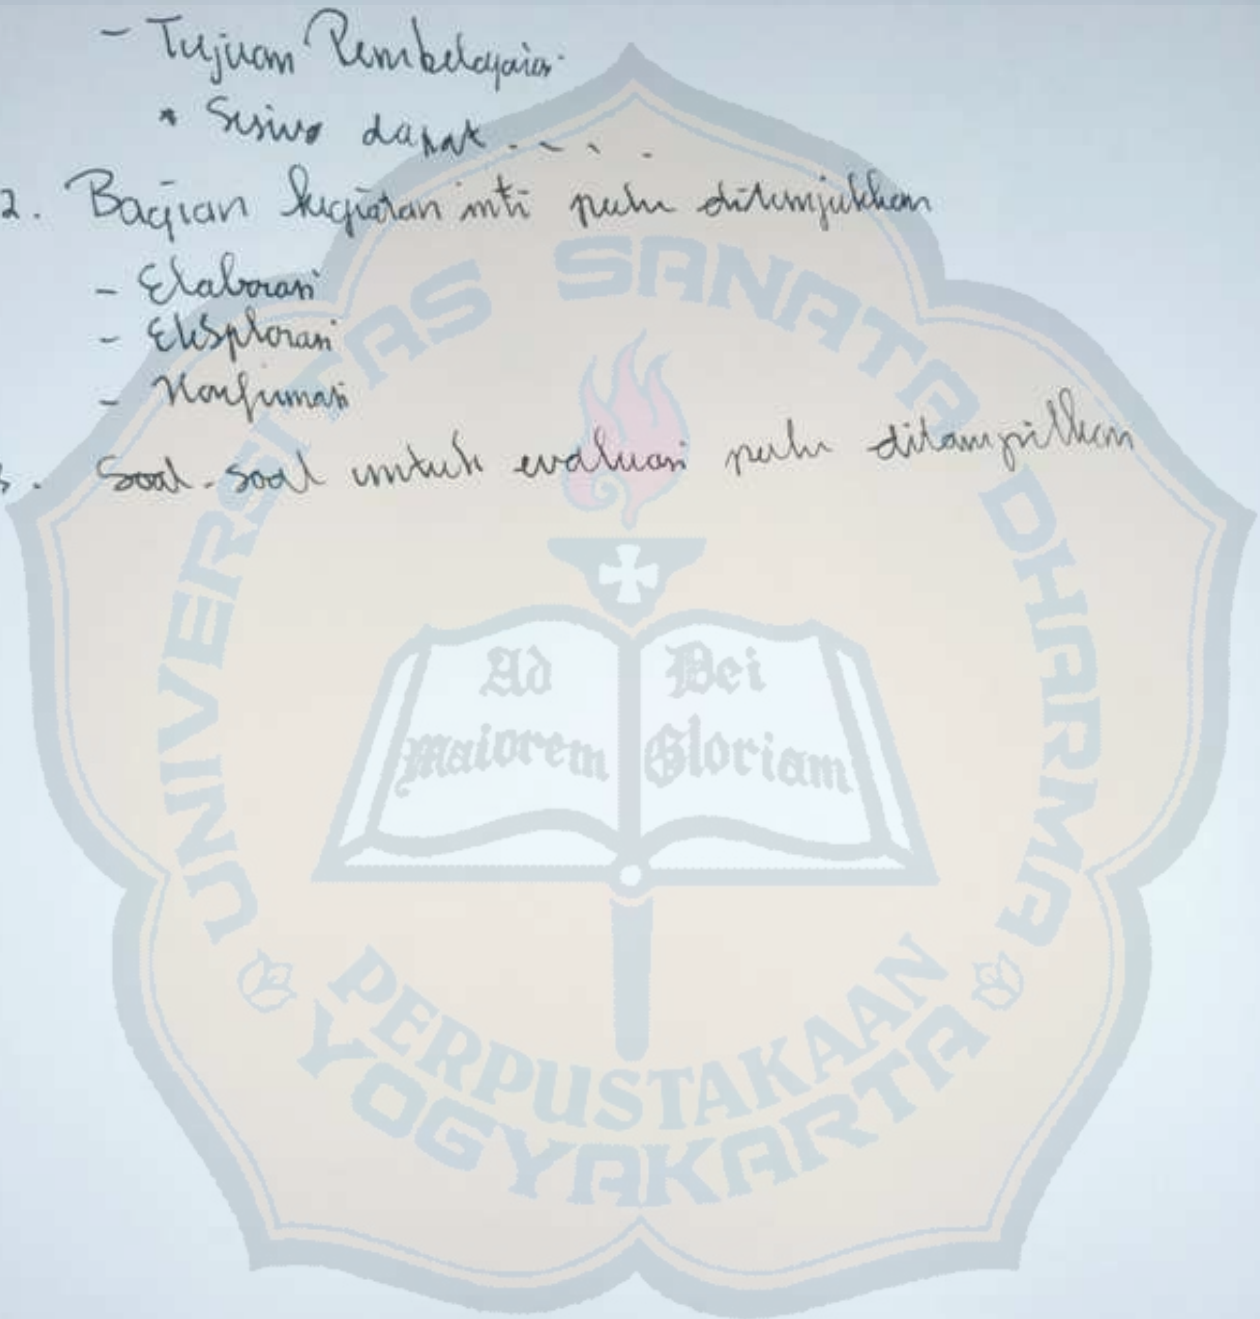 - Tujuan Pembelajaran
* Siswa dapat . . . .
2. Bagian kegiatan inti perlu ditunjukkan
- Elaborasi
- Eksplorasi
- Konfirmasi
3. Soal-soal untuk evaluasi perlu ditampilkan
UNIVERSITAS SANATA DHARMA
Ad Maiorem Dei Gloriam
PERPUSTAKAAN
YOGYAKARTA